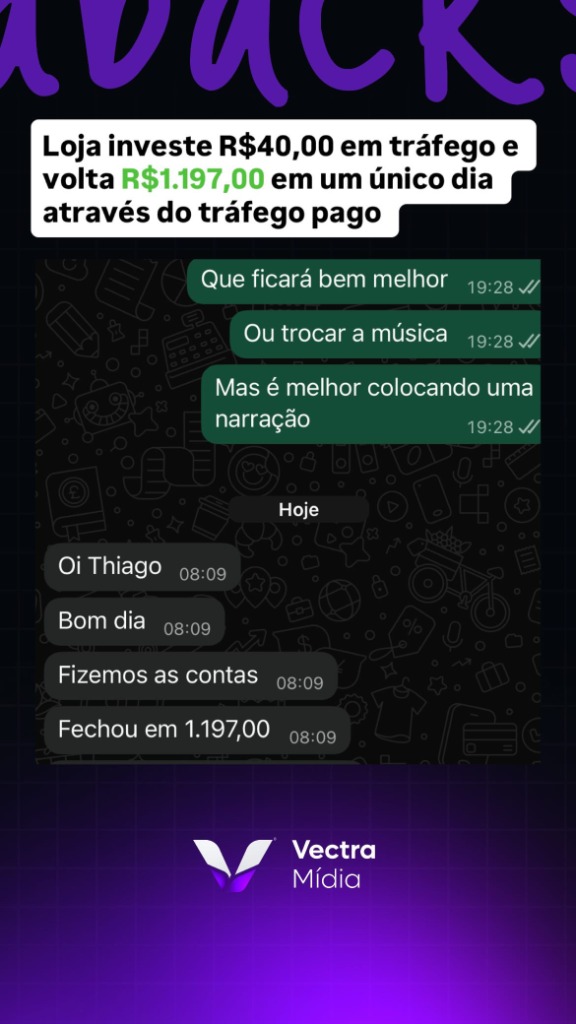 Loja investe R$40,00 em tráfego e
volta R$1.197,00 em um único dia
através do tráfego pago
Que ficará bem melhor 19:28
Ou trocar a música 19:28
Mas é melhor colocando uma
narração 19:28
Hoje
Oi Thiago 08:09
Bom dia 08:09
Fizemos as contas 08:09
Fechou em 1.197,00 08:09
Vectra
Mídia